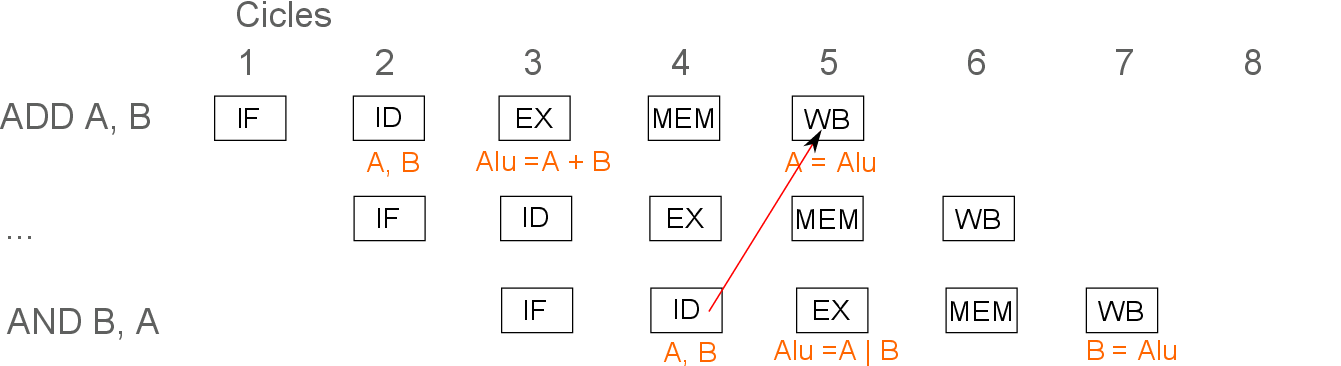 Cicles
1 2 3 4 5 6 7 8
ADD A, B IF ID EX MEM WB
A, B Alu =A + B A = Alu
... IF ID EX MEM WB
AND B, A IF ID EX MEM WB
A, B Alu =A | B B = Alu